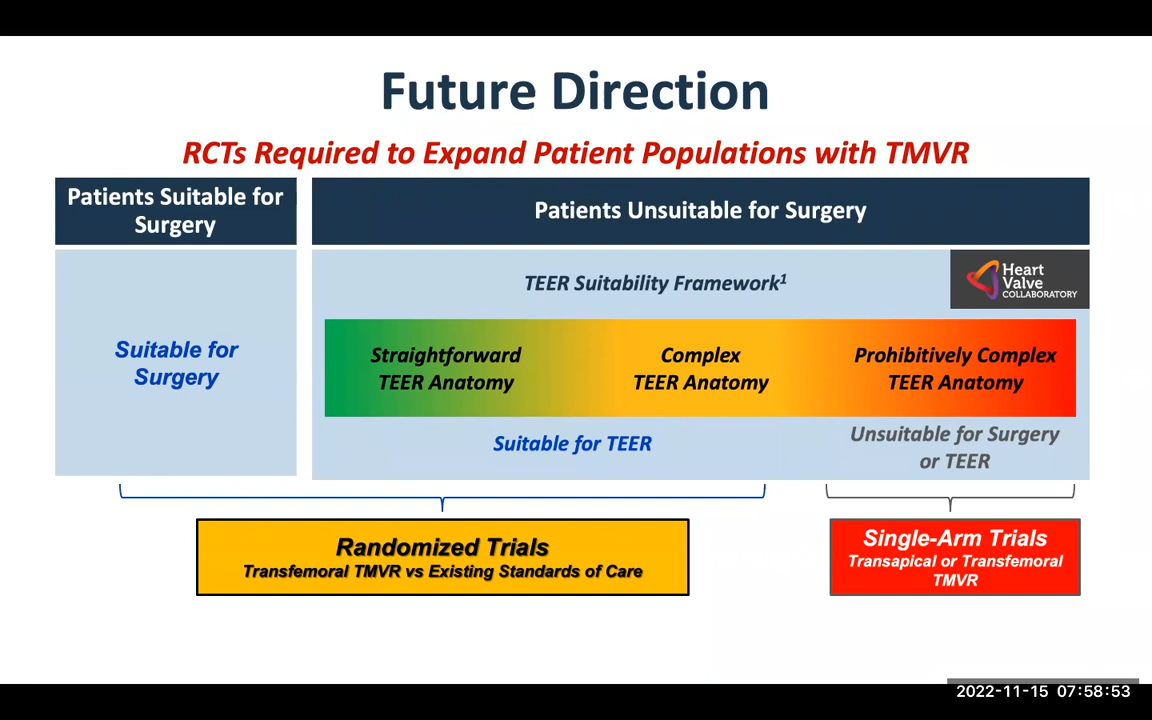 Future Direction
RCTs Required to Expand Patient Populations with TMVR
Patients Suitable for
Surgery
Patients Unsuitable for Surgery
TEER Suitability Framework¹
Heart
Valve
COLLABORATORY
Suitable for
Surgery
Straightforward
TEER Anatomy
Complex
TEER Anatomy
Prohibitively Complex
TEER Anatomy
Suitable for TEER
Unsuitable for Surgery
or TEER
Randomized Trials
Transfemoral TMVR vs Existing Standards of Care
Single-Arm Trials
Transapical or Transfemoral
TMVR
2022-11-15 07:58:53